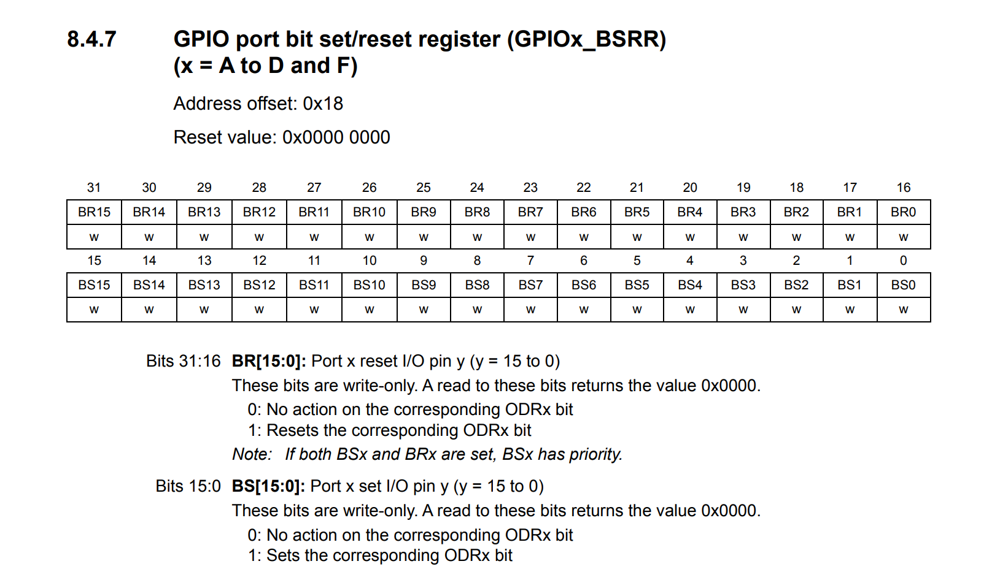 8.4.7 GPIO port bit set/reset register (GPIOx_BSRR)
(x = A to D and F)
Address offset: 0x18
Reset value: 0x0000 0000
31 30 29 28 27 26 25 24 23 22 21 20 19 18 17 16
BR15 BR14 BR13 BR12 BR11 BR10 BR9 BR8 BR7 BR6 BR5 BR4 BR3 BR2 BR1 BR0
w w w w w w w w w w w w w w w w
15 14 13 12 11 10 9 8 7 6 5 4 3 2 1 0
BS15 BS14 BS13 BS12 BS11 BS10 BS9 BS8 BS7 BS6 BS5 BS4 BS3 BS2 BS1 BS0
w w w w w w w w w w w w w w w w
Bits 31:16 BR[15:0]: Port x reset I/O pin y (y = 15 to 0)
These bits are write-only. A read to these bits returns the value 0x0000.
0: No action on the corresponding ODRx bit
1: Resets the corresponding ODRx bit
Note: If both BSx and BRx are set, BSx has priority.
Bits 15:0 BS[15:0]: Port x set I/O pin y (y = 15 to 0)
These bits are write-only. A read to these bits returns the value 0x0000.
0: No action on the corresponding ODRx bit
1: Sets the corresponding ODRx bit